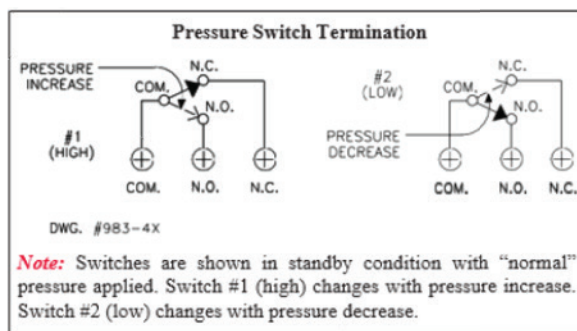 Pressure Switch Termination
PRESSURE
INCREASE
COM.
N.C.
N.O.
#1
(HIGH)
COM.
N.O.
N.C.
#2
(LOW)
COM.
N.C.
N.O.
PRESSURE
DECREASE
COM.
N.O.
N.C.
DWG. #983-4X
Note: Switches are shown in standby condition with “normal”
pressure applied. Switch #1 (high) changes with pressure increase.
Switch #2 (low) changes with pressure decrease.